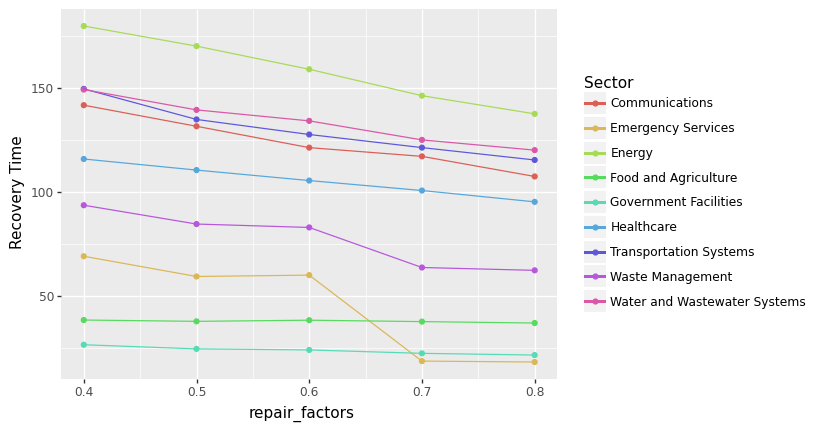 Recovery Time
150
100
50
0.4 0.5 0.6 0.7 0.8
repair_factors
Sector
Communications
Emergency Services
Energy
Food and Agriculture
Government Facilities
Healthcare
Transportation Systems
Waste Management
Water and Wastewater Systems